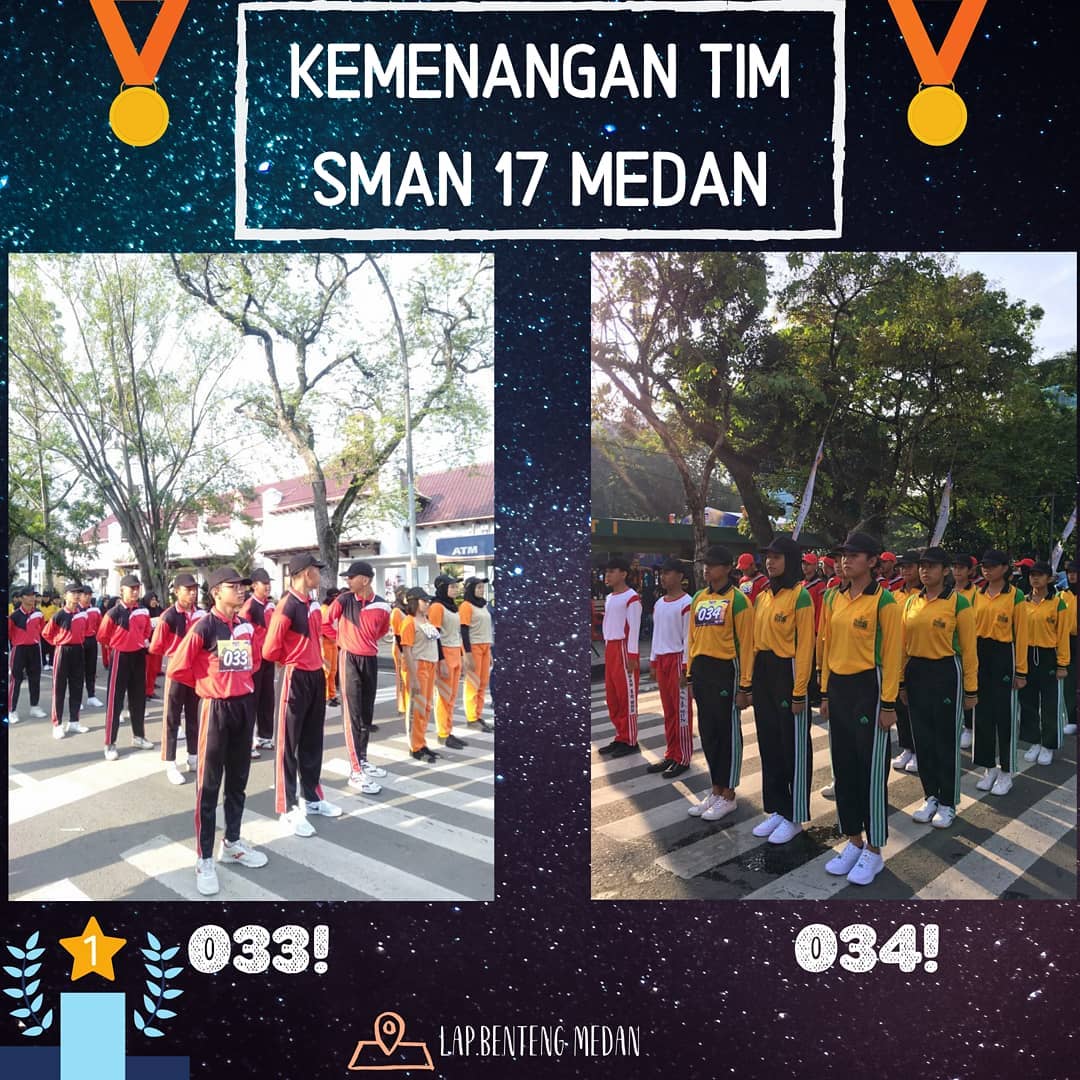 KEMENANGAN TIM
SMAN 17 MEDAN
ATM
033
034
033!
034!
1
LAP.BENTENG MEDAN